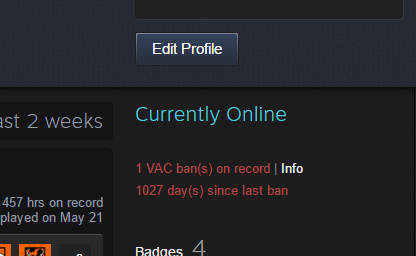 Edit Profile
ast 2 weeks
Currently Online
1 VAC ban(s) on record | Info
1027 day(s) since last ban
457 hrs on record
played on May 21
Badges 4